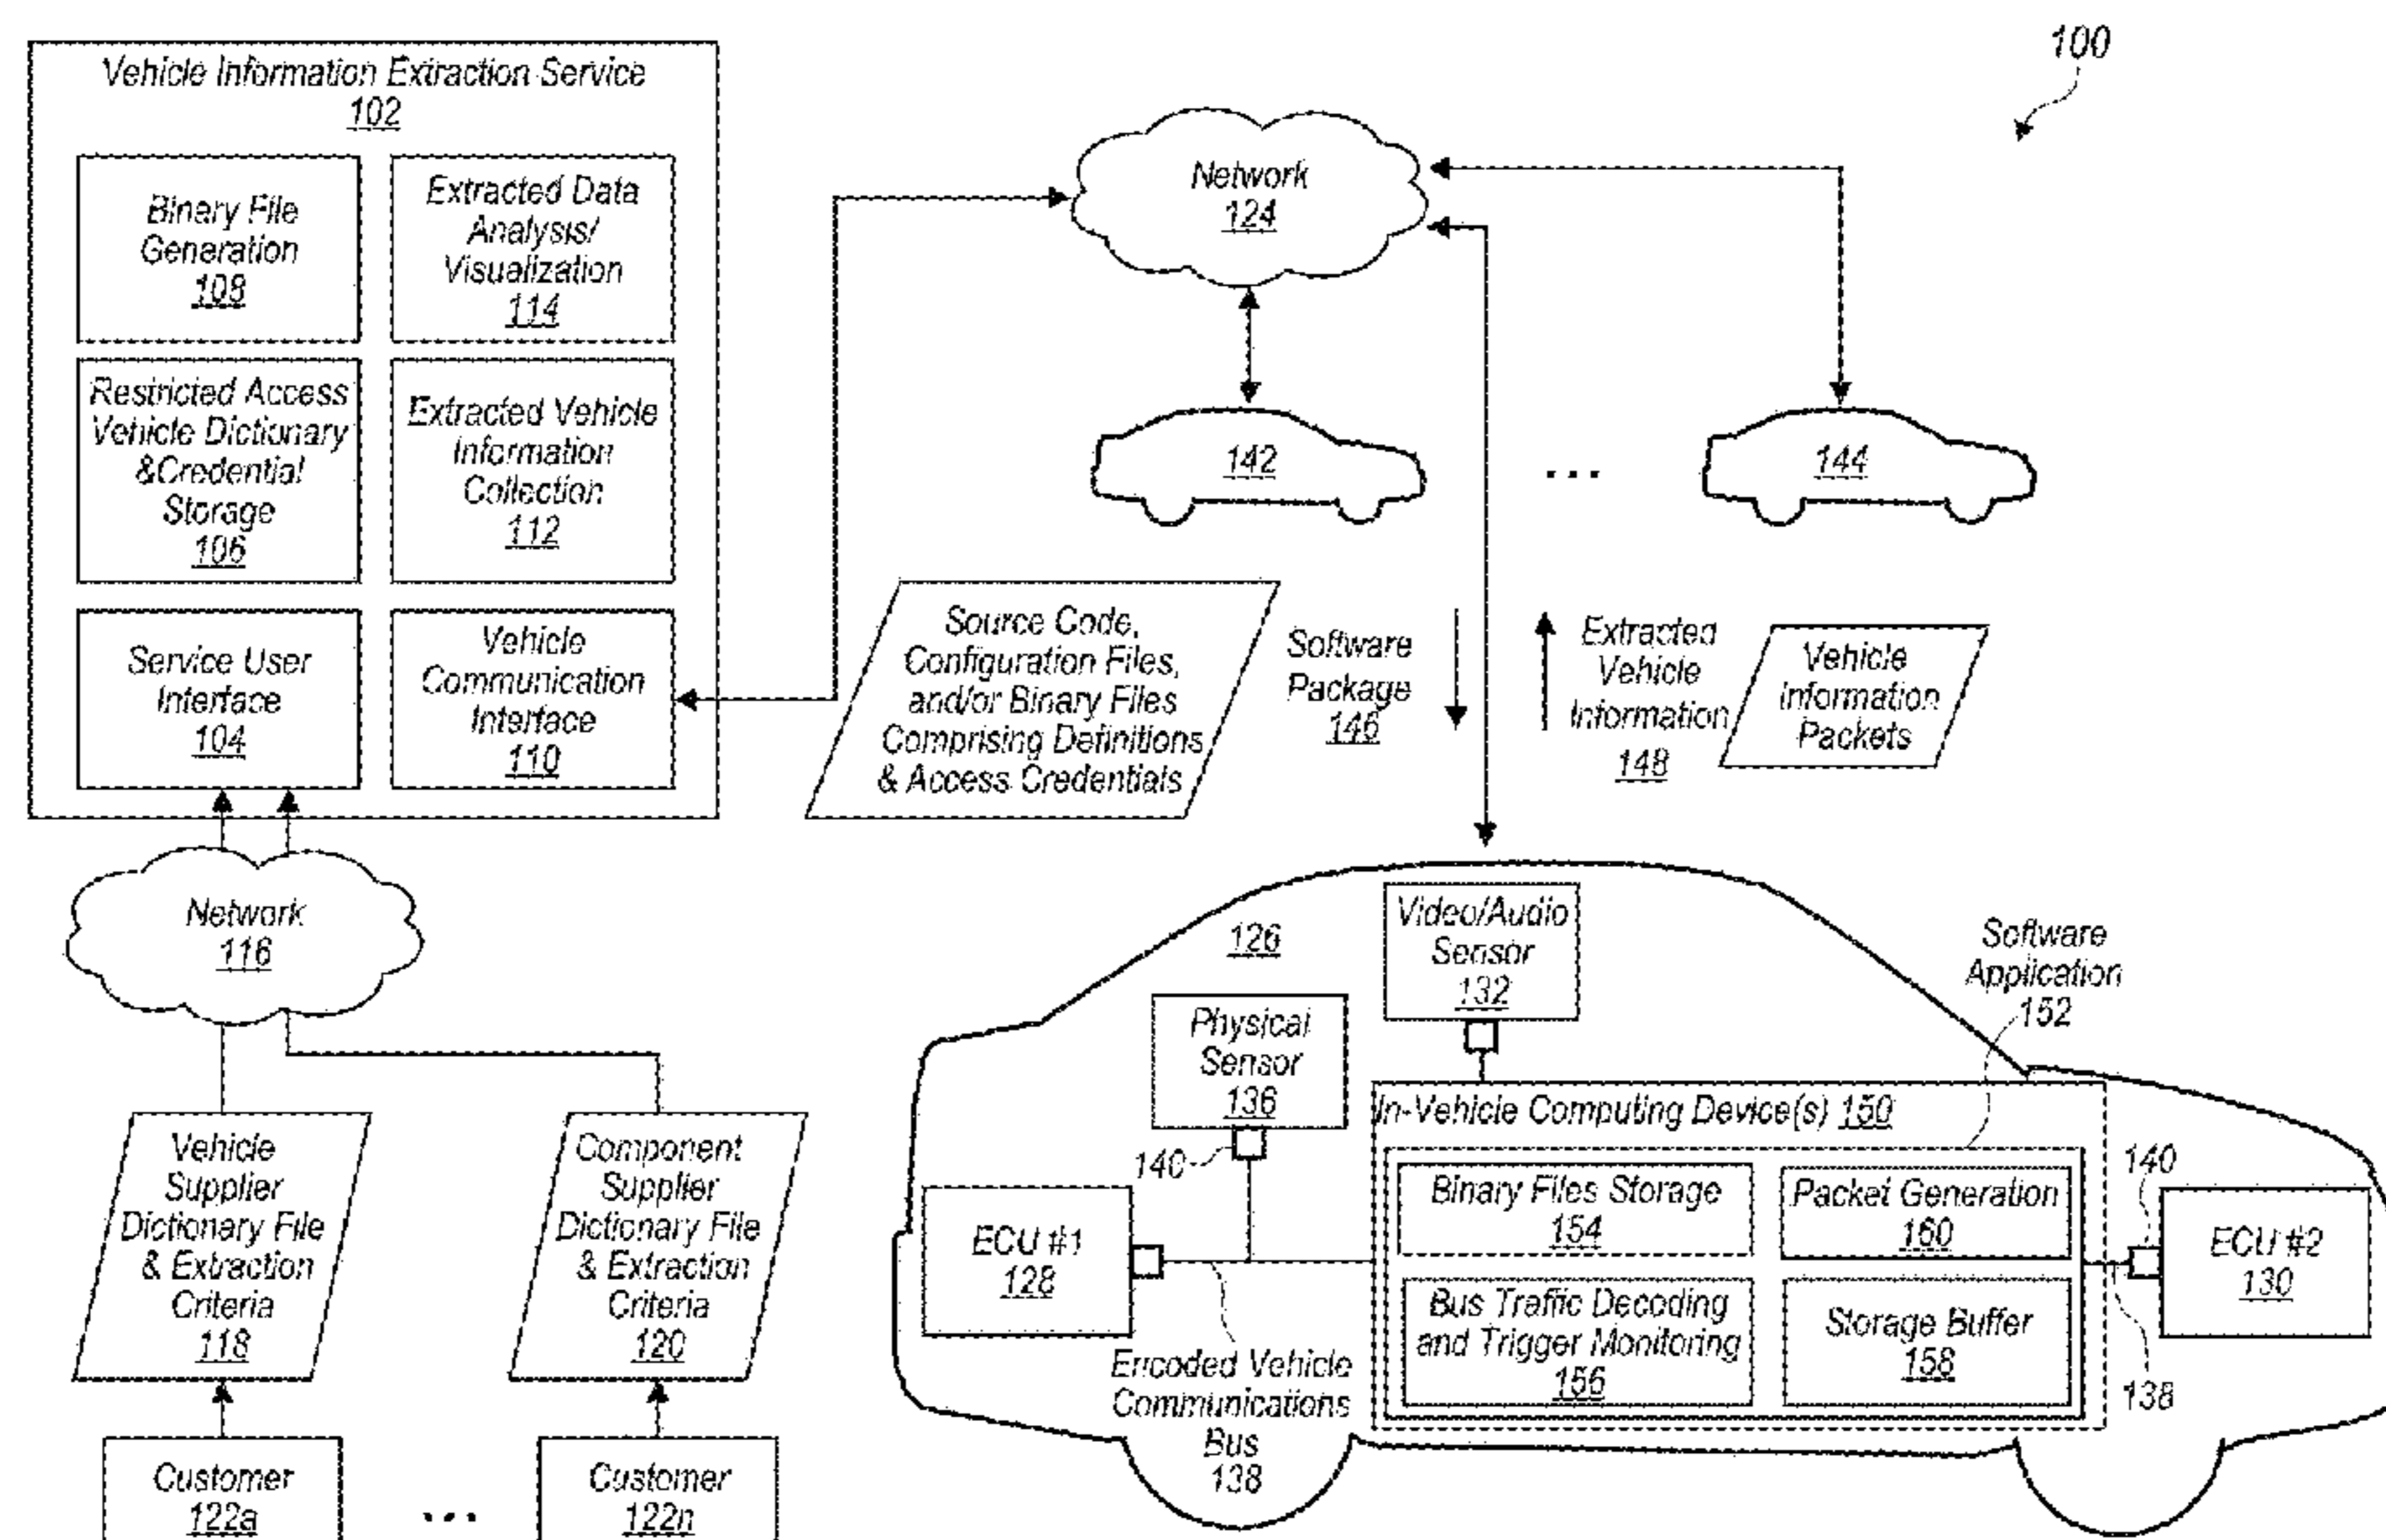 100
Vehicle Information Extraction Service
102
Binary File
Generation
108
Extracted Data
Analysis/
Visualization
114
Restricted Access
Vehicle Dictionary
&Credential
Storage
106
Extracted Vehicle
Information
Collection
112
Service User
Interface
104
Vehicle
Communication
Interface
110
Network
124
142
...
144
Source Code,
Configuration Files,
and/or Binary Files
Comprising Definitions
& Access Credentials
Software
Package
146
Extracted
Vehicle
Information
148
Vehicle
Information
Packets
Network
116
Vehicle
Supplier
Dictionary File
& Extraction
Criteria
118
Component
Supplier
Dictionary File
& Extraction
Criteria
120
Customer
122a
...
Customer
122n
126
Video/Audio
Sensor
132
Software
Application
152
Physical
Sensor
136
140
In-Vehicle Computing Device(s) 150
Binary Files Storage
154
Packet Generation
160
Bus Traffic Decoding
and Trigger Monitoring
156
Storage Buffer
158
ECU #1
128
Encoded Vehicle
Communications
Bus
138
140
ECU #2
130
138